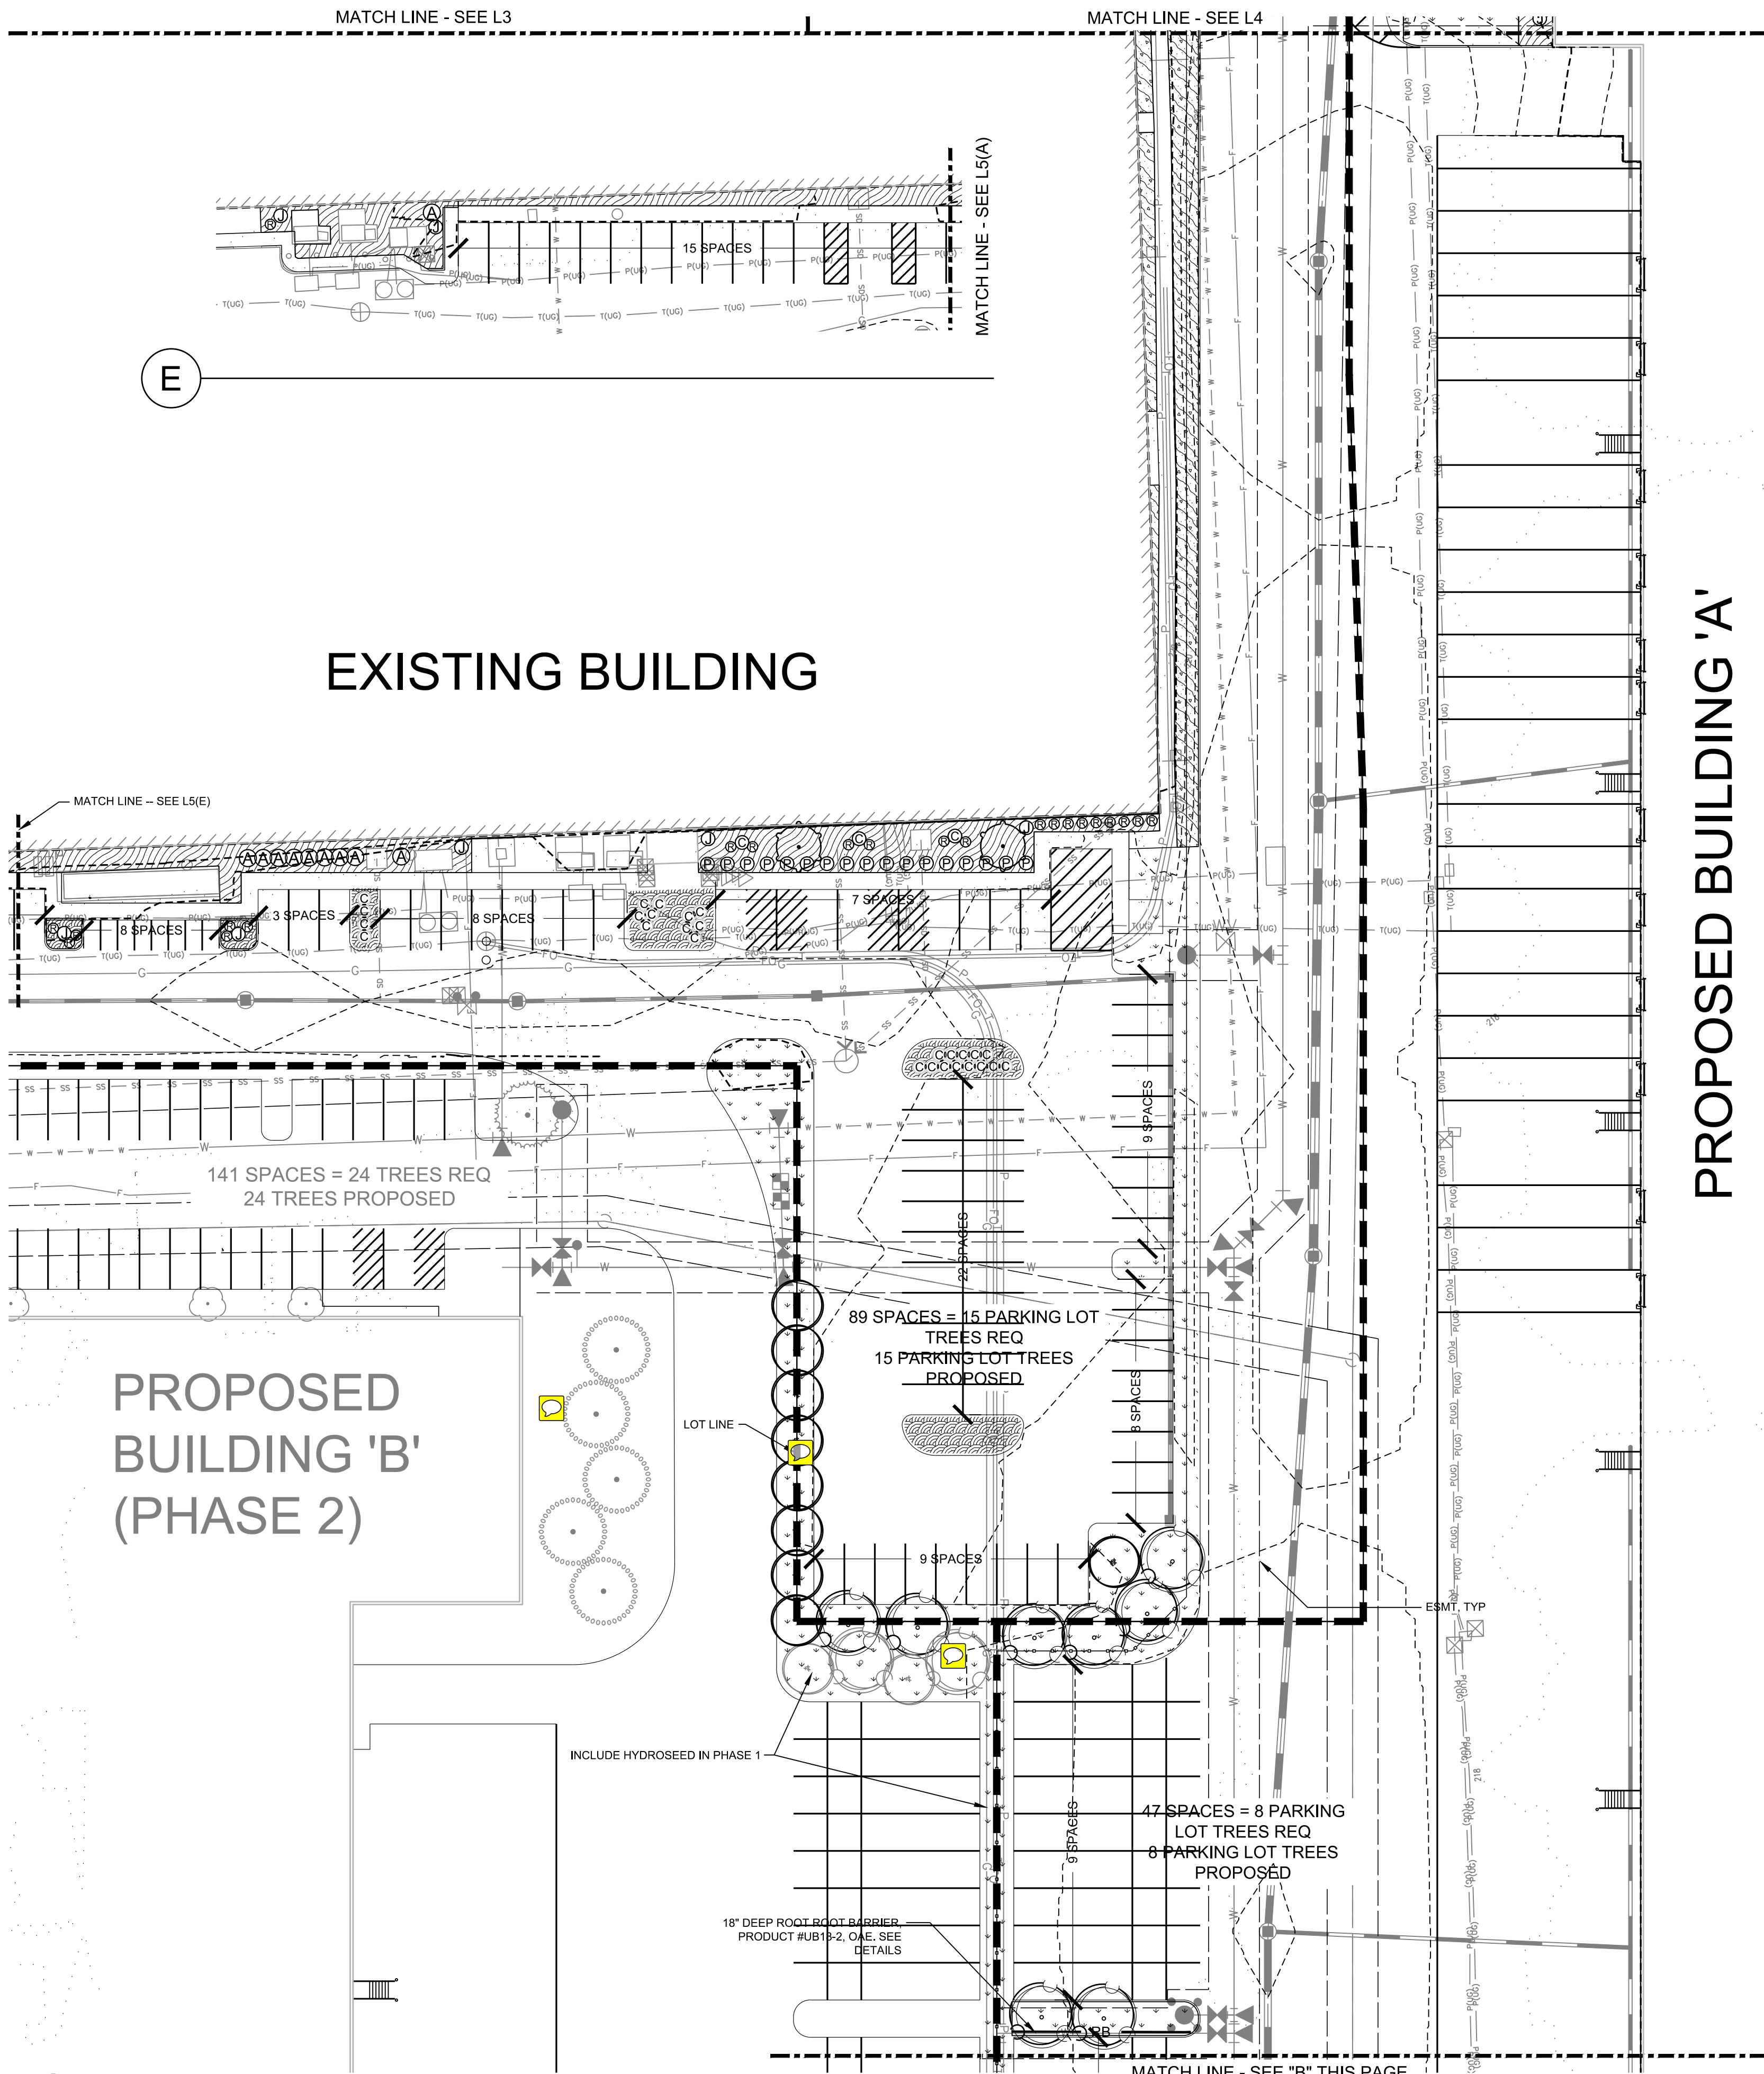 MATCH LINE - SEE L3
MATCH LINE - SEE L4
MATCH LINE - SEE L5(A)
15 SPACES
E
EXISTING BUILDING
PROPOSED BUILDING 'A'
MATCH LINE -- SEE L5(E)
3 SPACES
8 SPACES
8 SPACES
7 SPACES
9 SPACES
141 SPACES = 24 TREES REQ
24 TREES PROPOSED
22 SPACES
89 SPACES = 15 PARKING LOT
TREES REQ
15 PARKING LOT TREES
PROPOSED
8 SPACES
PROPOSED
BUILDING 'B'
(PHASE 2)
LOT LINE
9 SPACES
ESMT, TYP
INCLUDE HYDROSEED IN PHASE 1
9 SPACES
47 SPACES = 8 PARKING
LOT TREES REQ
8 PARKING LOT TREES
PROPOSED
218
218
18" DEEP ROOT ROOT BARRIER,
PRODUCT #UB18-2, OAE. SEE
DETAILS
RB
MATCH LINE - SEE "B" THIS PAGE